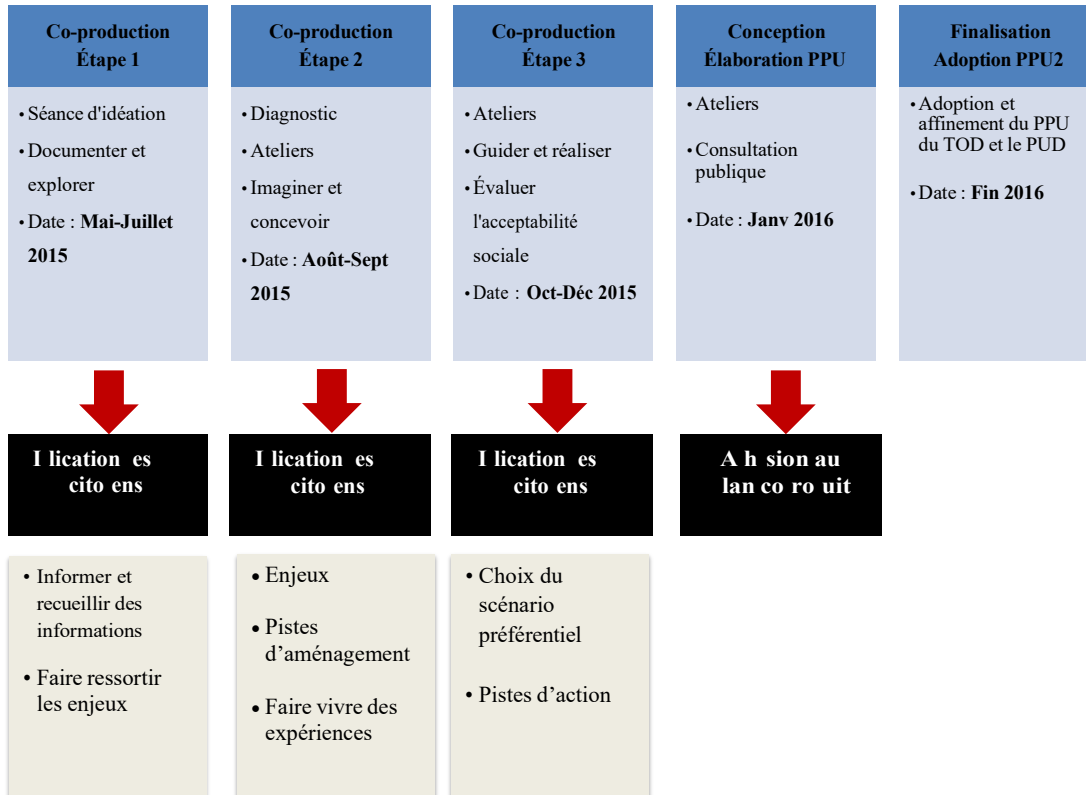 Co-production
Étape 1
• Séance d'idéation
• Documenter et
explorer
• Date : Mai-Juillet
2015
Co-production
Étape 2
• Diagnostic
• Ateliers
• Imaginer et
concevoir
• Date : Août-Sept
2015
Co-production
Étape 3
• Ateliers
• Guider et réaliser
• Évaluer
l'acceptabilité
sociale
• Date : Oct-Déc 2015
Conception
Élaboration PPU
• Ateliers
• Consultation
publique
• Date : Janv 2016
Finalisation
Adoption PPU2
• Adoption et
affinement du PPU
du TOD et le PUD
• Date : Fin 2016
I lication es
cito ens
I lication es
cito ens
I lication es
cito ens
A h sion au
lan co ro uit
• Informer et
recueillir des
informations
• Faire ressortir
les enjeux
• Enjeux
• Pistes
d’aménagement
• Faire vivre des
expériences
• Choix du
scénario
préférentiel
• Pistes d’action